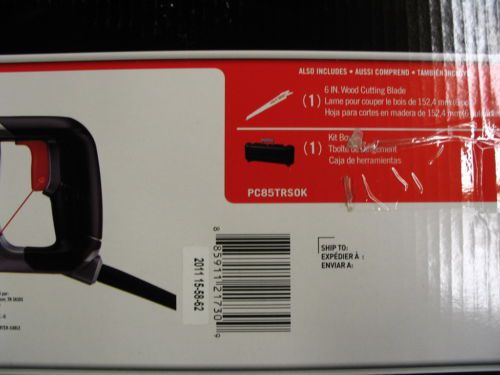 ALSO INCLUDES • AUSSI COMPREND • TAMBIÉN INCLUYE
(1)
6 IN. Wood Cutting Blade
Lame pour couper le bois de 152,4 mm
Hoja para cortes en madera de 152,4 mm
(1)
Kit Box
Caja de herramientas
PC85TRSOK
SHIP TO:
EXPÉDIER À :
ENVIAR A:
8 85911 21730 9
2011 15-58-62